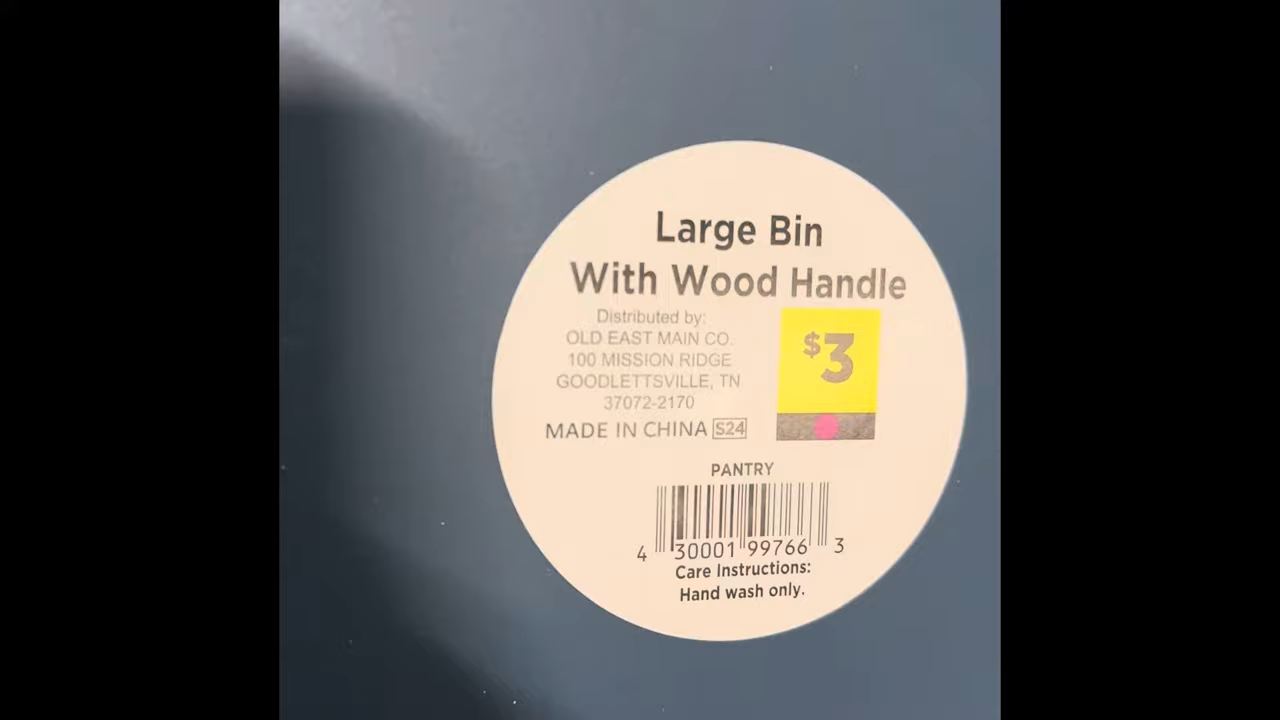 Large Bin
With Wood Handle
Distributed by:
OLD EAST MAIN CO.
100 MISSION RIDGE
GOODLETTSVILLE, TN
37072-2170
MADE IN CHINA S24
$3
PANTRY
4 30001 99766 3
Care Instructions:
Hand wash only.